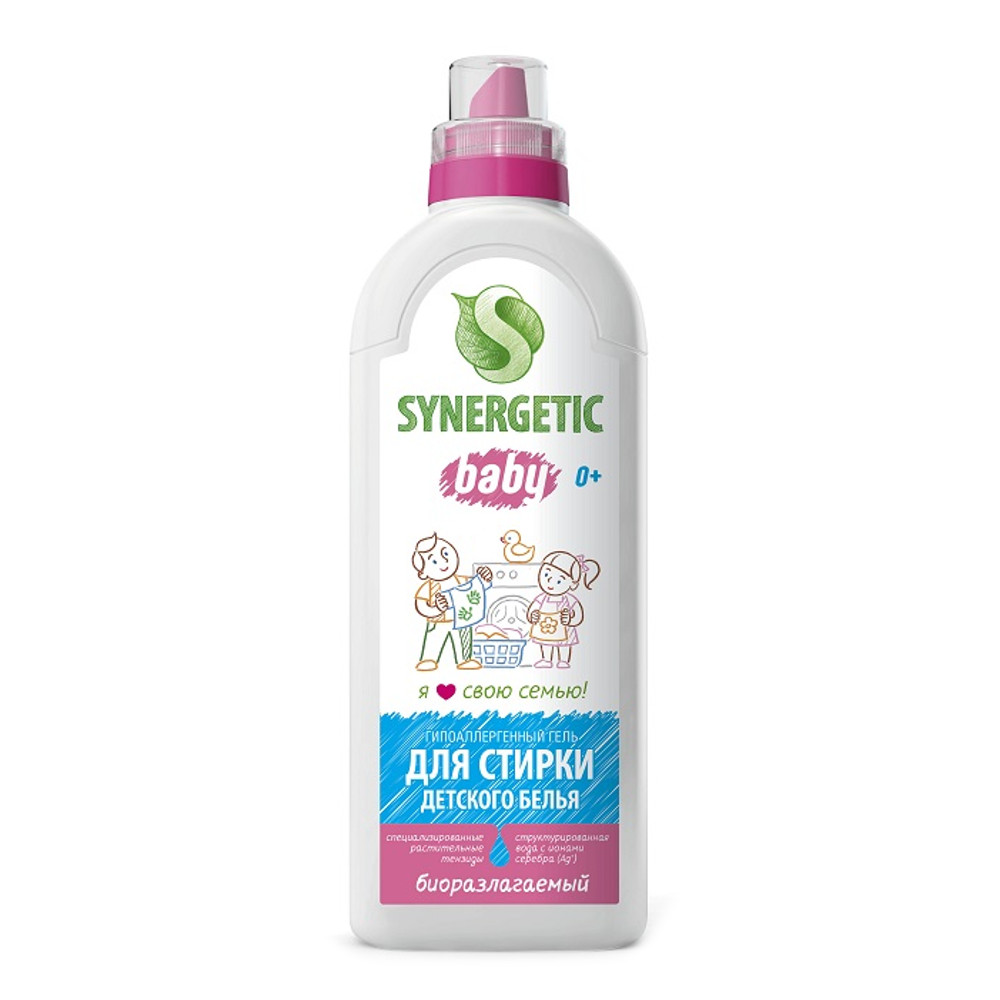 SYNERGETIC
baby 0+
я ♥ свою семью!
ГИПОАЛЛЕРГЕННЫЙ ГЕЛЬ
ДЛЯ СТИРКИ
ДЕТСКОГО БЕЛЬЯ
специализированные
растительные
тензиды
структурированная
вода с ионами
серебра (Ag⁺)
биоразлагаемый